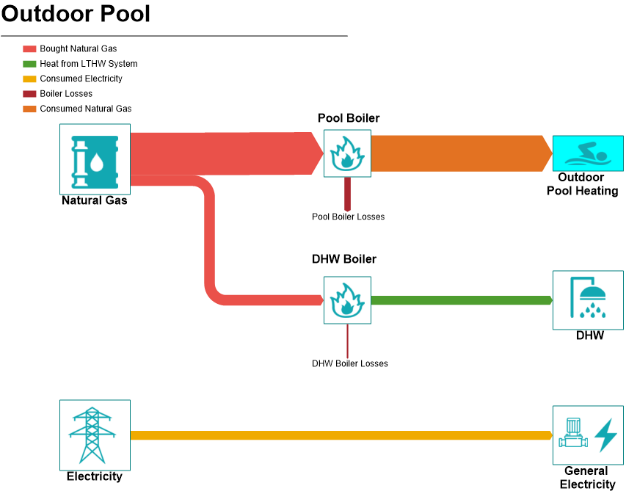 Outdoor Pool
Bought Natural Gas
Heat from LTHW System
Consumed Electricity
Boiler Losses
Consumed Natural Gas
Pool Boiler
Natural Gas
Outdoor
Pool Heating
Pool Boiler Losses
DHW Boiler
DHW
DHW Boiler Losses
Electricity
General
Electricity